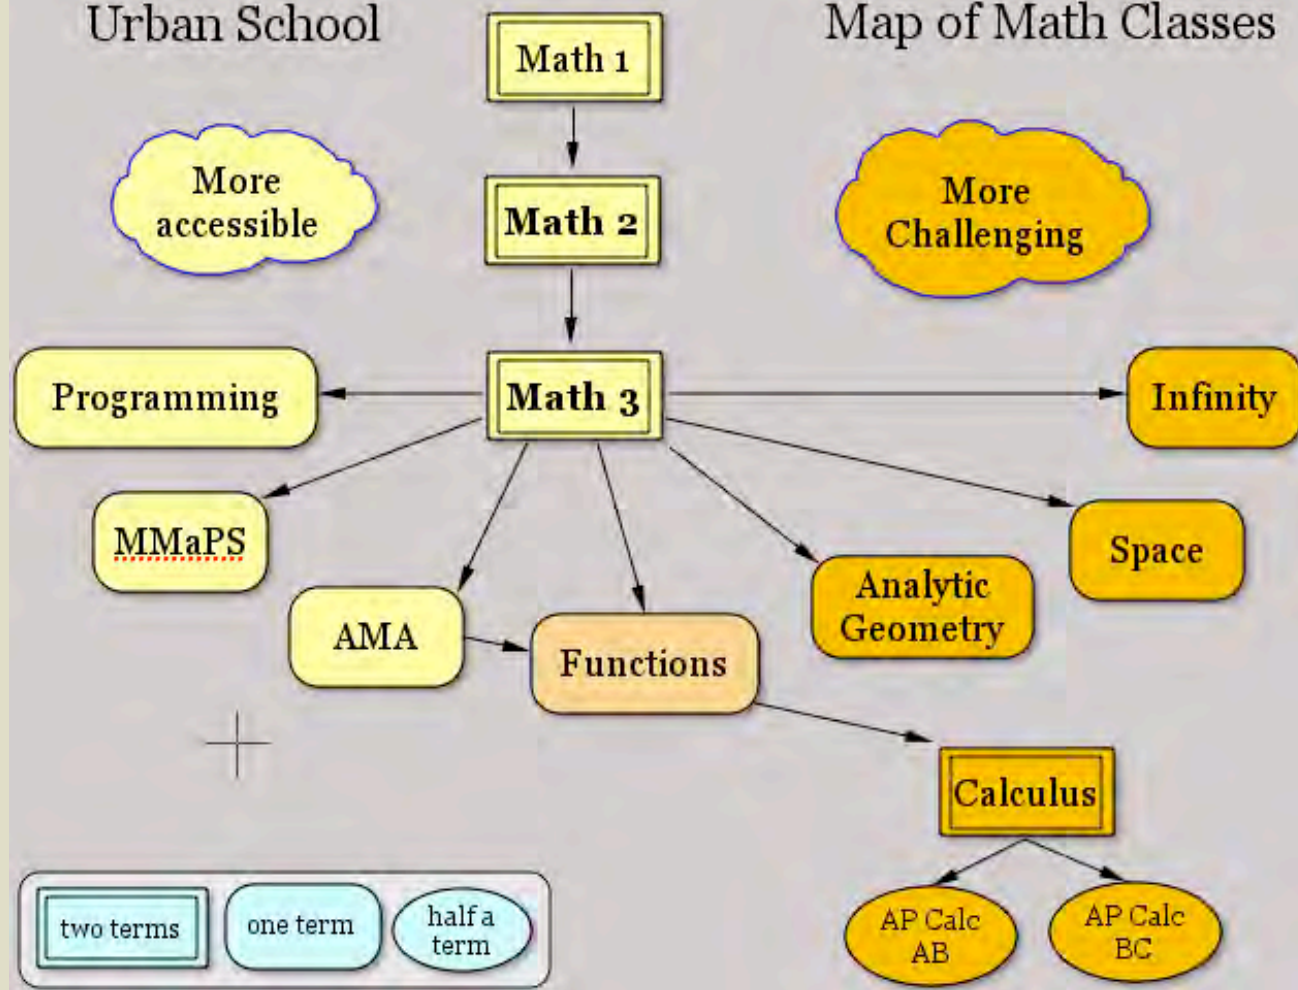 Urban School
Map of Math Classes
Math 1
More
accessible
More
Challenging
Math 2
Programming
Math 3
Infinity
MMaPS
Space
AMA
Functions
Analytic
Geometry
Calculus
two terms
one term
half a
term
AP Calc
AB
AP Calc
BC